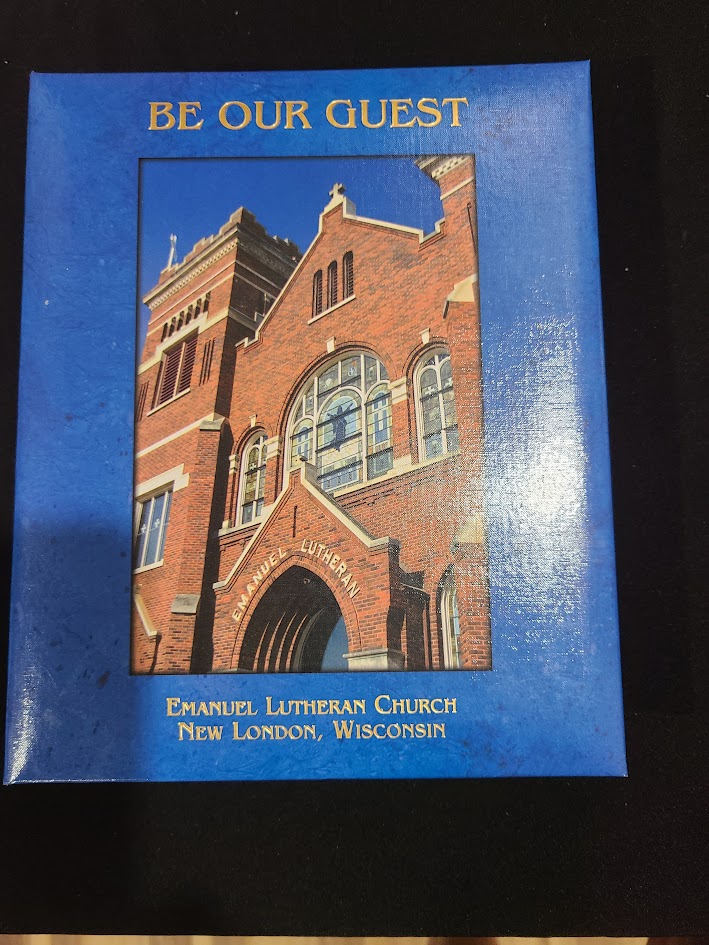 BE OUR GUEST
EMANUEL LUTHERAN
EMANUEL LUTHERAN CHURCH
NEW LONDON, WISCONSIN